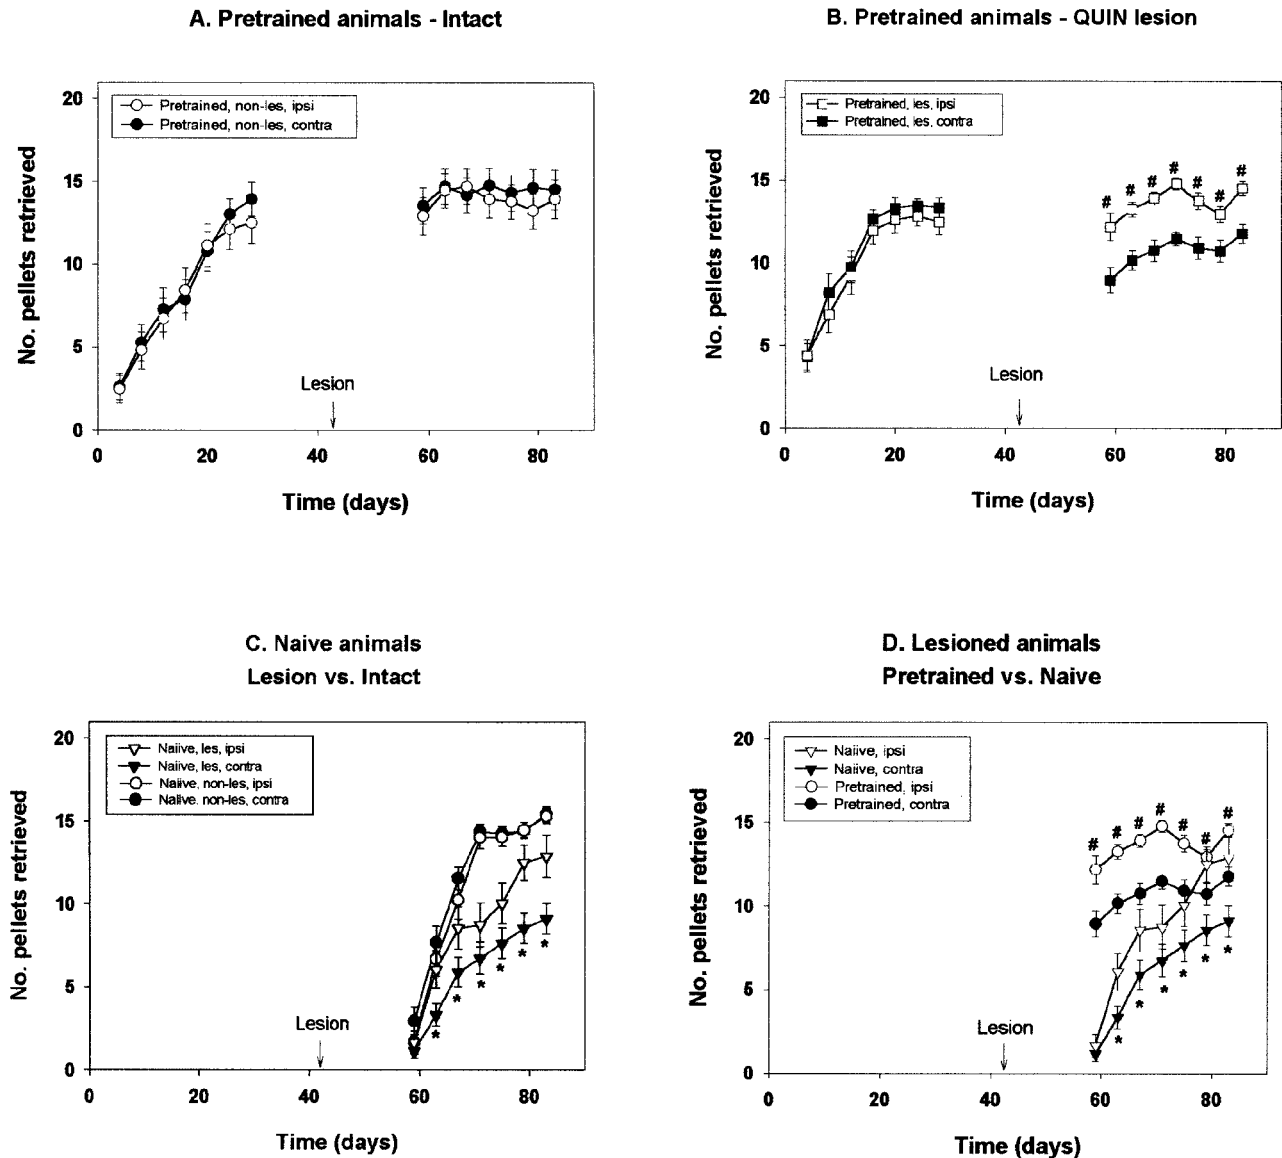 A. Pretrained animals - Intact
20
15
10
5
0
No. pellets retrieved
Pretrained, non-les, ipsi
Pretrained, non-les, contra
Lesion
0 20 40 60 80
Time (days)
B. Pretrained animals - QUIN lesion
20
15
10
5
0
No. pellets retrieved
Pretrained, les, ipsi
Pretrained, les, contra
# # # # # # #
Lesion
0 20 40 60 80
Time (days)
C. Naive animals
Lesion vs. Intact
20
15
10
5
0
No. pellets retrieved
Naiive, les, ipsi
Naiive, les, contra
Naiive, non-les, ipsi
Naiive, non-les, contra
* * * * * *
Lesion
0 20 40 60 80
Time (days)
D. Lesioned animals
Pretrained vs. Naive
20
15
10
5
0
No. pellets retrieved
Naiive, ipsi
Naiive, contra
Pretrained, ipsi
Pretrained, contra
# # # # # # #
* * * * * *
Lesion
0 20 40 60 80
Time (days)